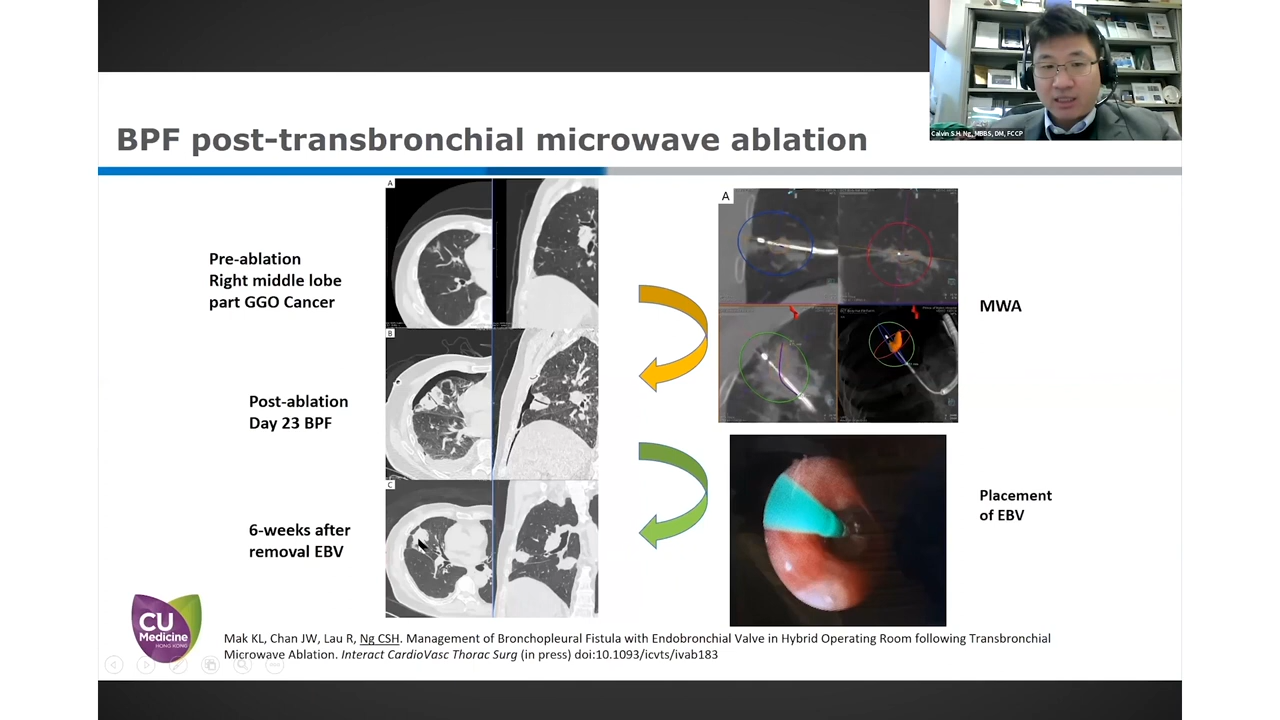 Calvin S.H. Ng, MBBS, DM, FCCP
BPF post-transbronchial microwave ablation
A
Pre-ablation
Right middle lobe
part GGO Cancer
B
Post-ablation
Day 23 BPF
C
6-weeks after
removal EBV
A
MWA
Placement
of EBV
CU
Medicine
HONG KONG
Mak KL, Chan JW, Lau R, Ng CSH. Management of Bronchopleural Fistula with Endobronchial Valve in Hybrid Operating Room following Transbronchial
Microwave Ablation. Interact CardioVasc Thorac Surg (in press) doi:10.1093/icvts/ivab183